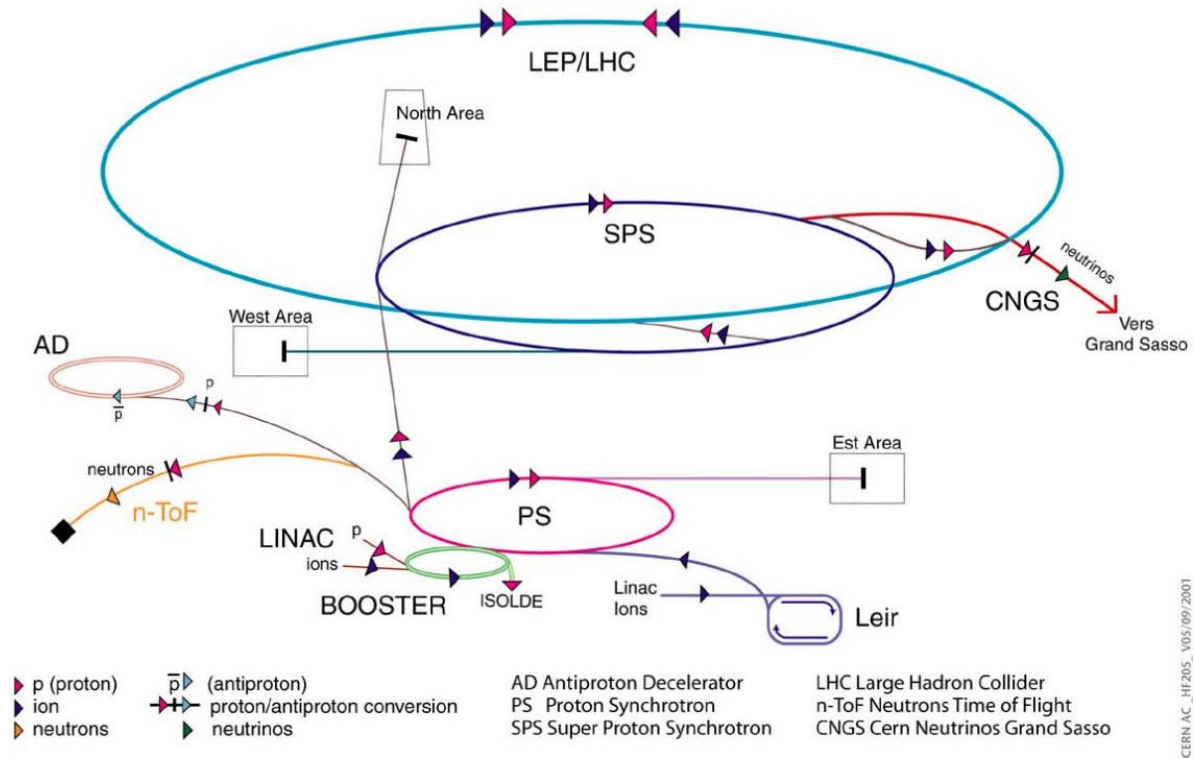 LEP/LHC
North Area
SPS
neutrinos
CNGS
Vers
Grand Sasso
West Area
AD
p
p̅
neutrons
n-ToF
Est Area
PS
LINAC
p
ions
BOOSTER
ISOLDE
Linac
Ions
Leir
p (proton)
ion
neutrons
p̅ (antiproton)
proton/antiproton conversion
neutrinos
AD Antiproton Decelerator
PS Proton Synchrotron
SPS Super Proton Synchrotron
LHC Large Hadron Collider
n-ToF Neutrons Time of Flight
CNGS Cern Neutrinos Grand Sasso
CERN AC _HF205_ V05/09/2001